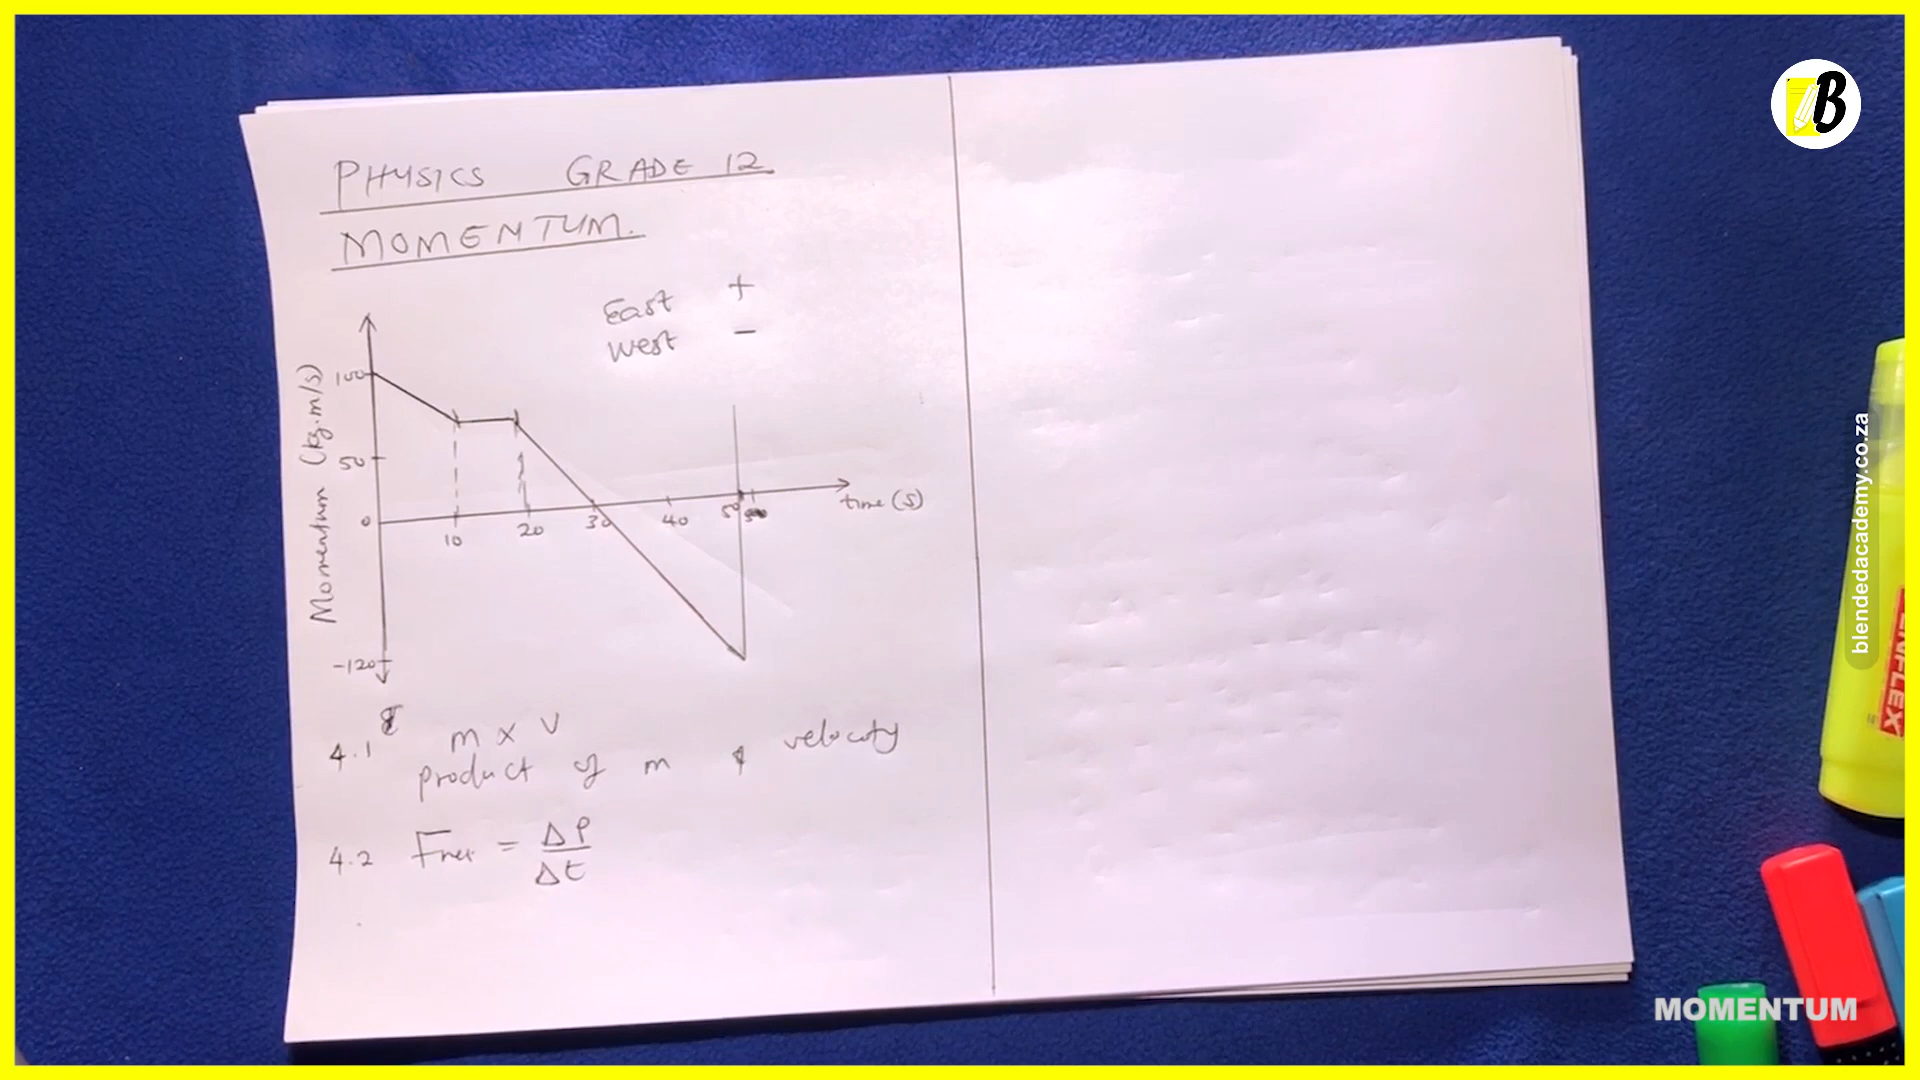 PHYSICS GRADE 12
MOMENTUM.
East +
West -
Momentum (kg.m/s)
100
50
0
-120
10
20
30
40
50
time (s)
4.1 m x v
product of m & velocity
4.2 Fnet = ΔP
Δt
B
blendedacademy.co.za
ENFLEX
MOMENTUM